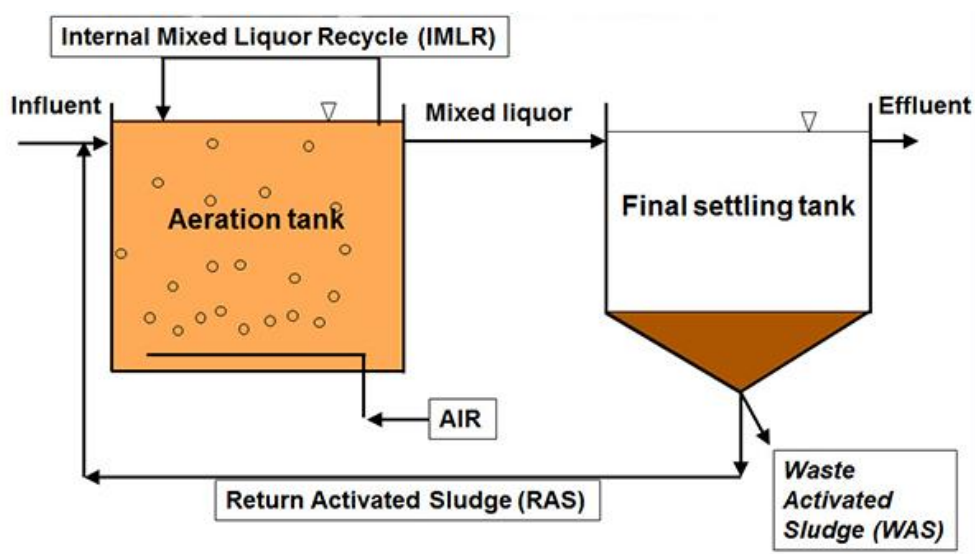 Internal Mixed Liquor Recycle (IMLR)
Influent
Mixed liquor
Effluent
Aeration tank
Final settling tank
AIR
Return Activated Sludge (RAS)
Waste
Activated
Sludge (WAS)